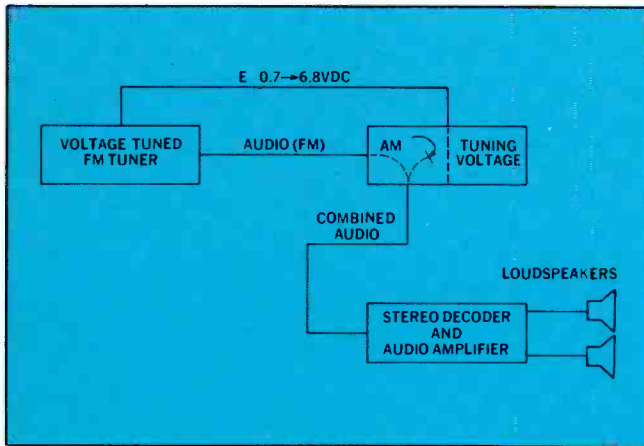 E 0.7→6.8VDC
VOLTAGE TUNED
FM TUNER
AUDIO (FM)
AM
TUNING
VOLTAGE
COMBINED
AUDIO
LOUDSPEAKERS
STEREO DECODER
AND
AUDIO AMPLIFIER